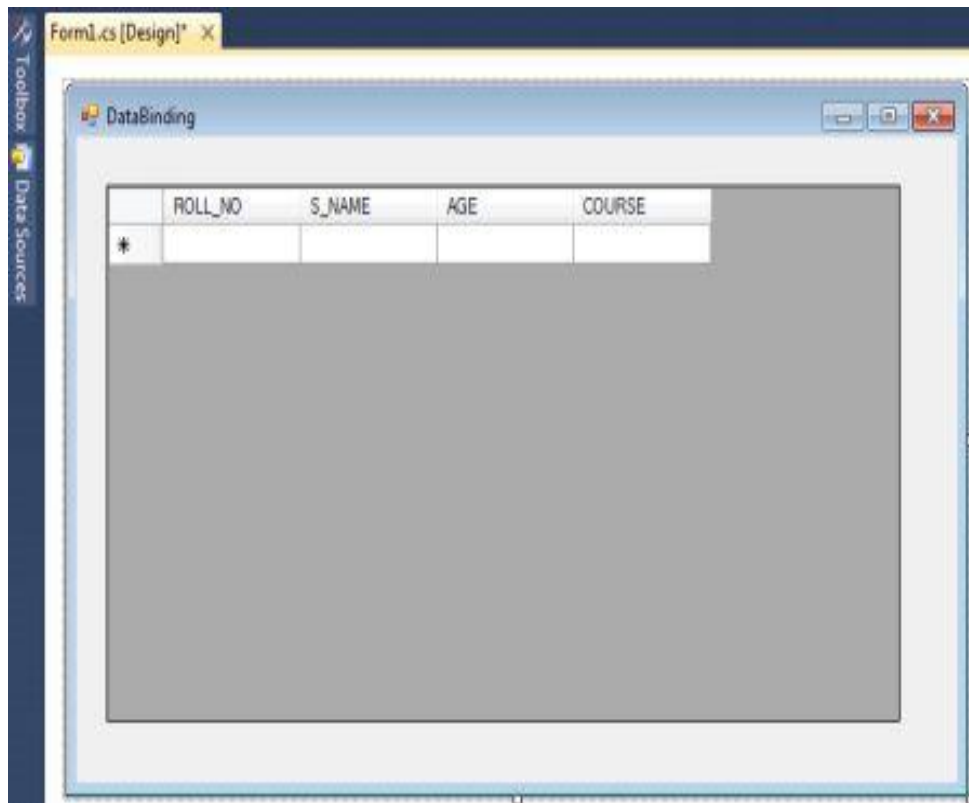 Form1.cs [Design]* ×
Toolbox
Data Sources
DataBinding
ROLL_NO S_NAME AGE COURSE
*